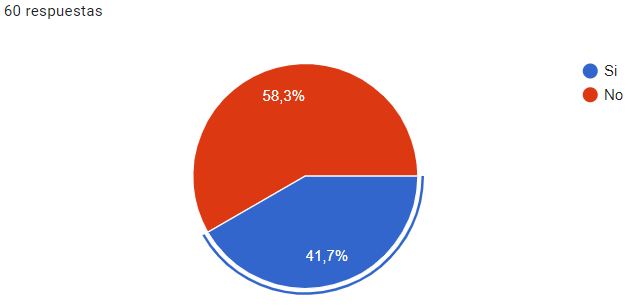 60 respuestas
Si
No
58,3%
41,7%